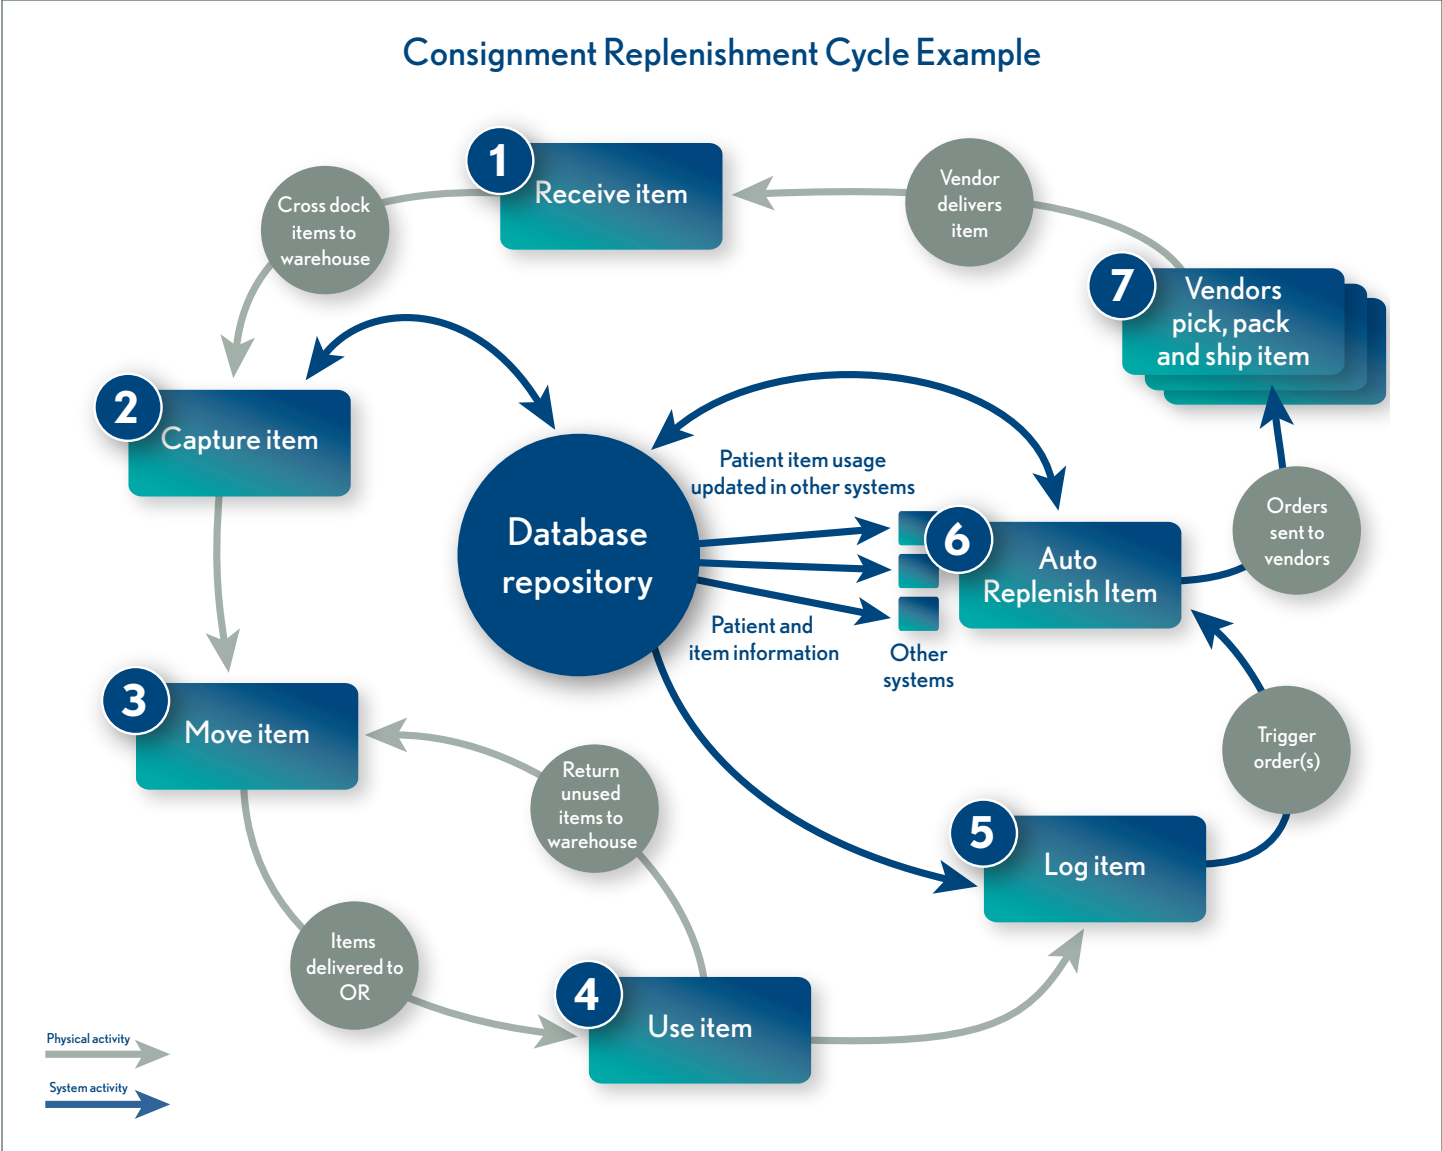 Consignment Replenishment Cycle Example
1
Receive item
Cross dock
items to
warehouse
Vendor
delivers
item
7
Vendors
pick, pack
and ship item
2
Capture item
Database
repository
Patient item usage
updated in other systems
Patient and
item information
Other
systems
6
Auto
Replenish Item
Orders
sent to
vendors
3
Move item
Return
unused
items to
warehouse
Trigger
order(s)
5
Log item
Items
delivered to
OR
4
Use item
Physical activity
System activity